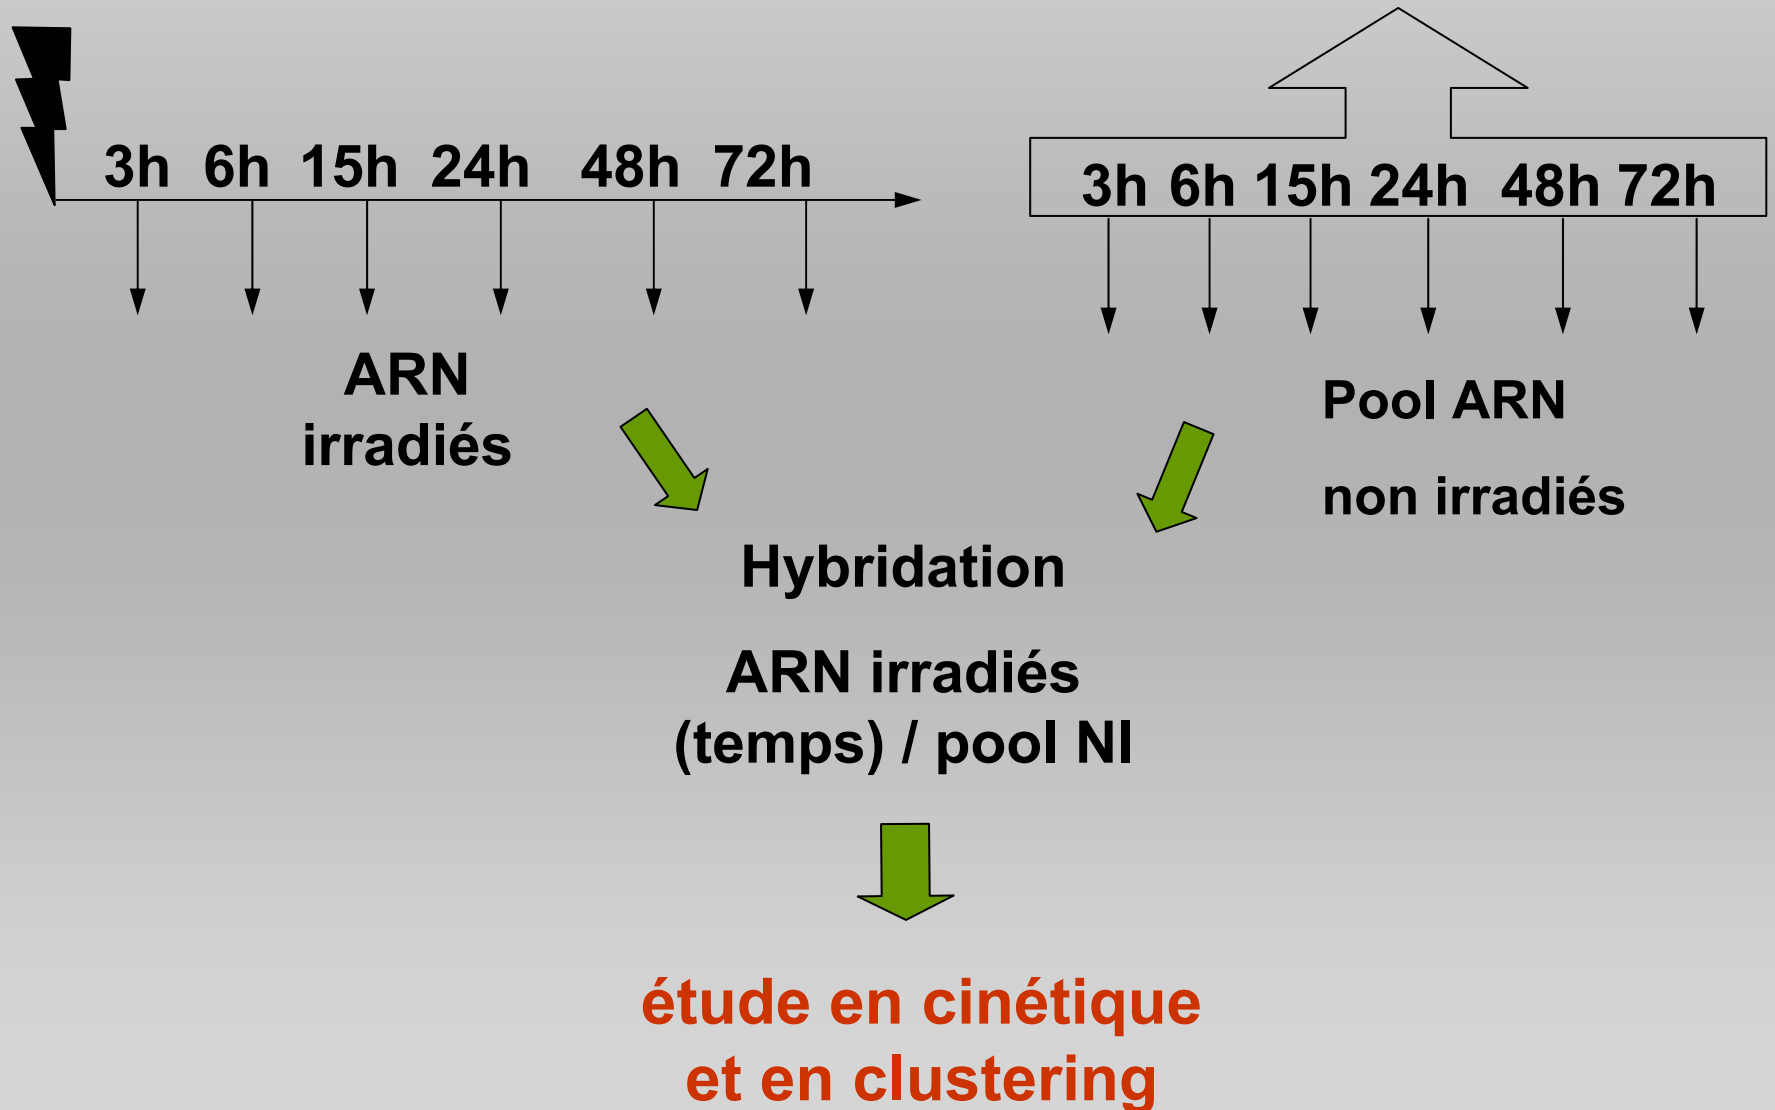 3h 6h 15h 24h 48h 72h
3h 6h 15h 24h 48h 72h
ARN
irradiés
Pool ARN
non irradiés
Hybridation
ARN irradiés
(temps) / pool NI
étude en cinétique
et en clustering